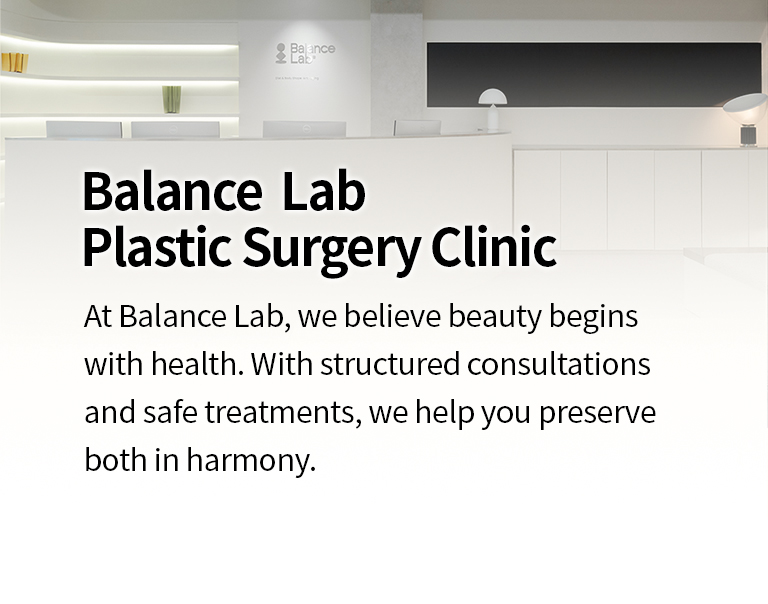 Balance
Lab
Balance Lab
Plastic Surgery Clinic
At Balance Lab, we believe beauty begins
with health. With structured consultations
and safe treatments, we help you preserve
both in harmony.